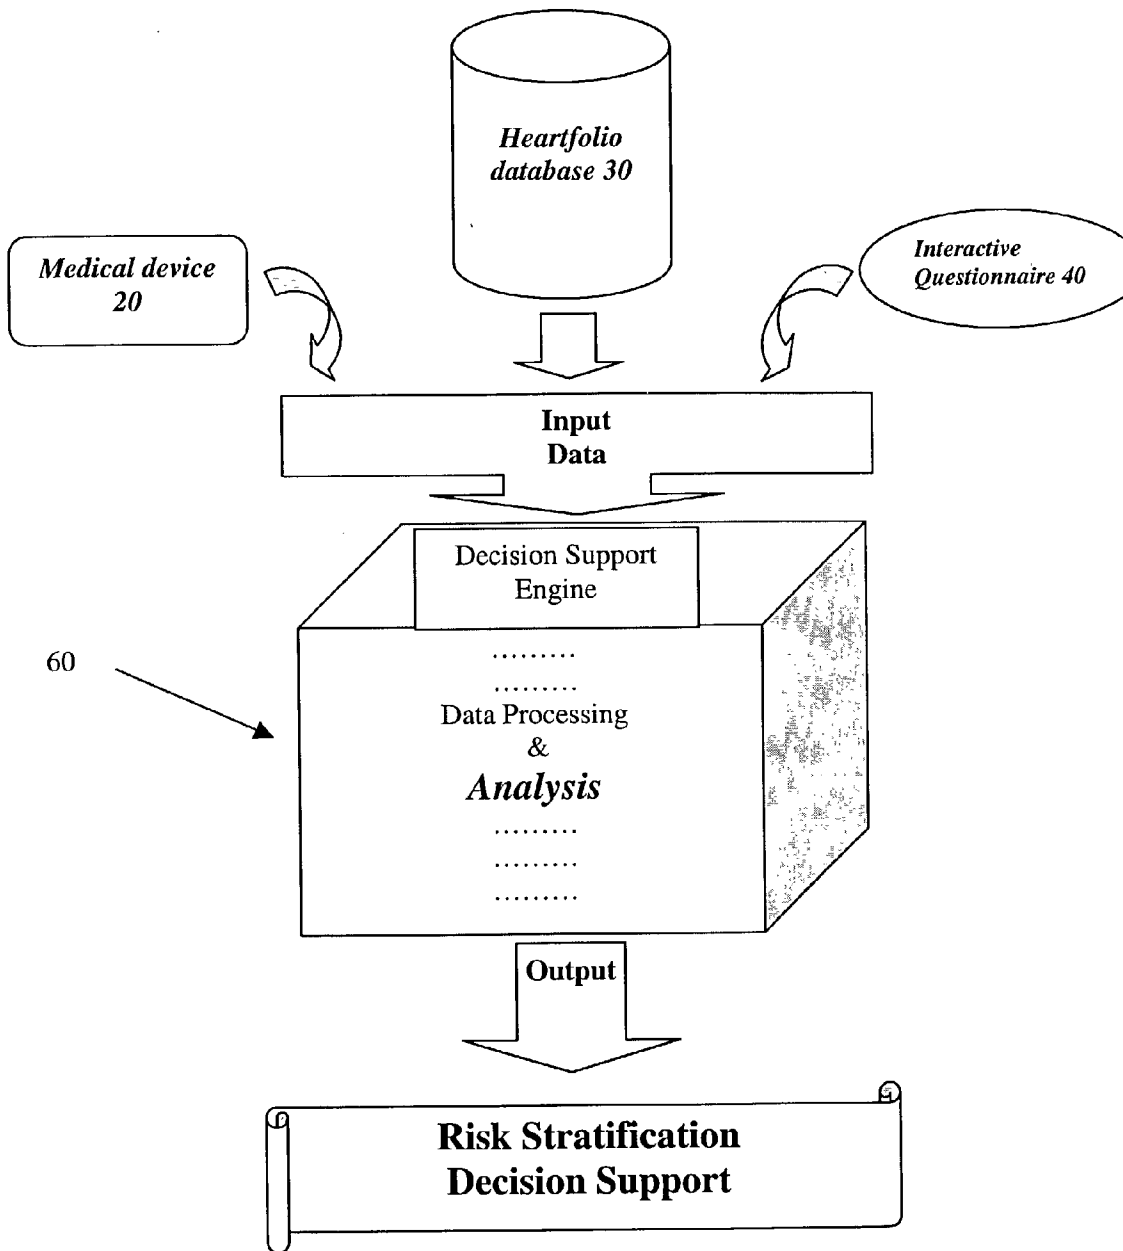 Heartfolio
database 30
Medical device
20
Interactive
Questionnaire 40
Input
Data
Decision Support
Engine
.........
.........
60
Data Processing
&
Analysis
.........
.........
.........
Output
Risk Stratification
Decision Support